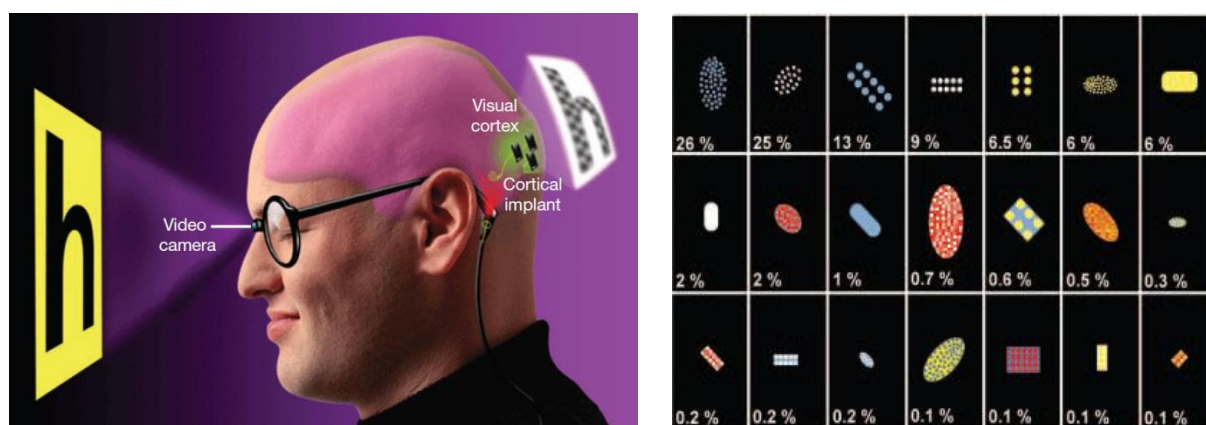 h
h
Visual
cortex
Cortical
implant
Video
camera
26 %
25 %
13 %
9 %
6.5 %
6 %
6 %
2 %
2 %
1 %
0.7 %
0.6 %
0.5 %
0.3 %
0.2 %
0.2 %
0.2 %
0.1 %
0.1 %
0.1 %
0.1 %